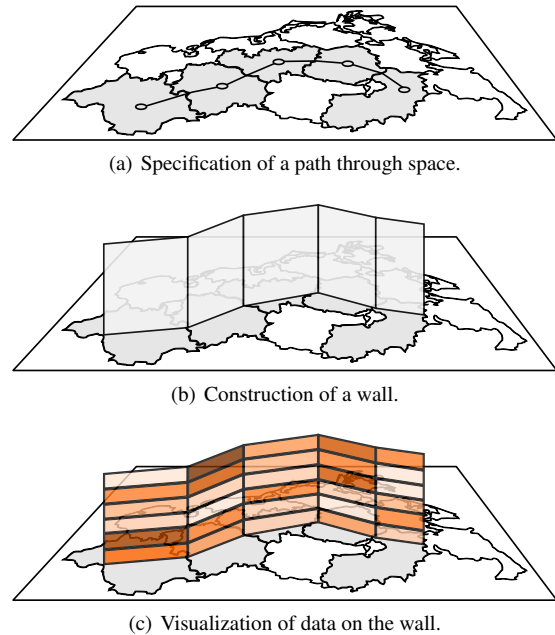 (a) Specification of a path through space.
(b) Construction of a wall.
(c) Visualization of data on the wall.